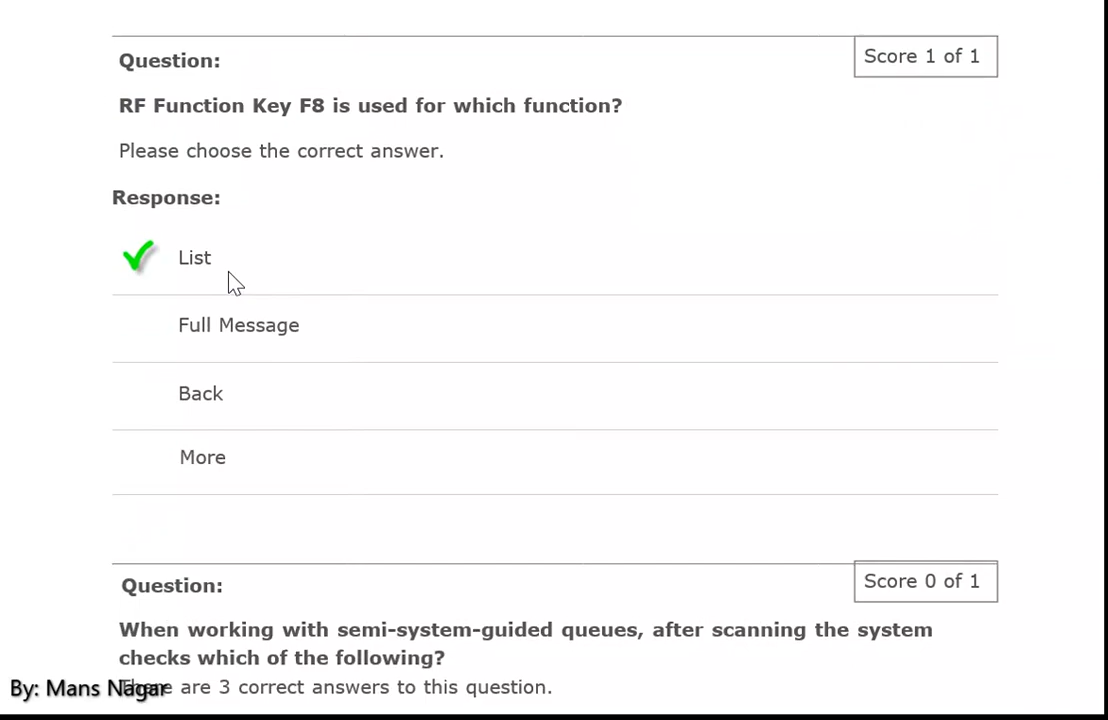 Question:
Score 1 of 1
RF Function Key F8 is used for which function?
Please choose the correct answer.
Response:
List
Full Message
Back
More
Question:
Score 0 of 1
When working with semi-system-guided queues, after scanning the system
checks which of the following?
There are 3 correct answers to this question.
By: Mans Nagar